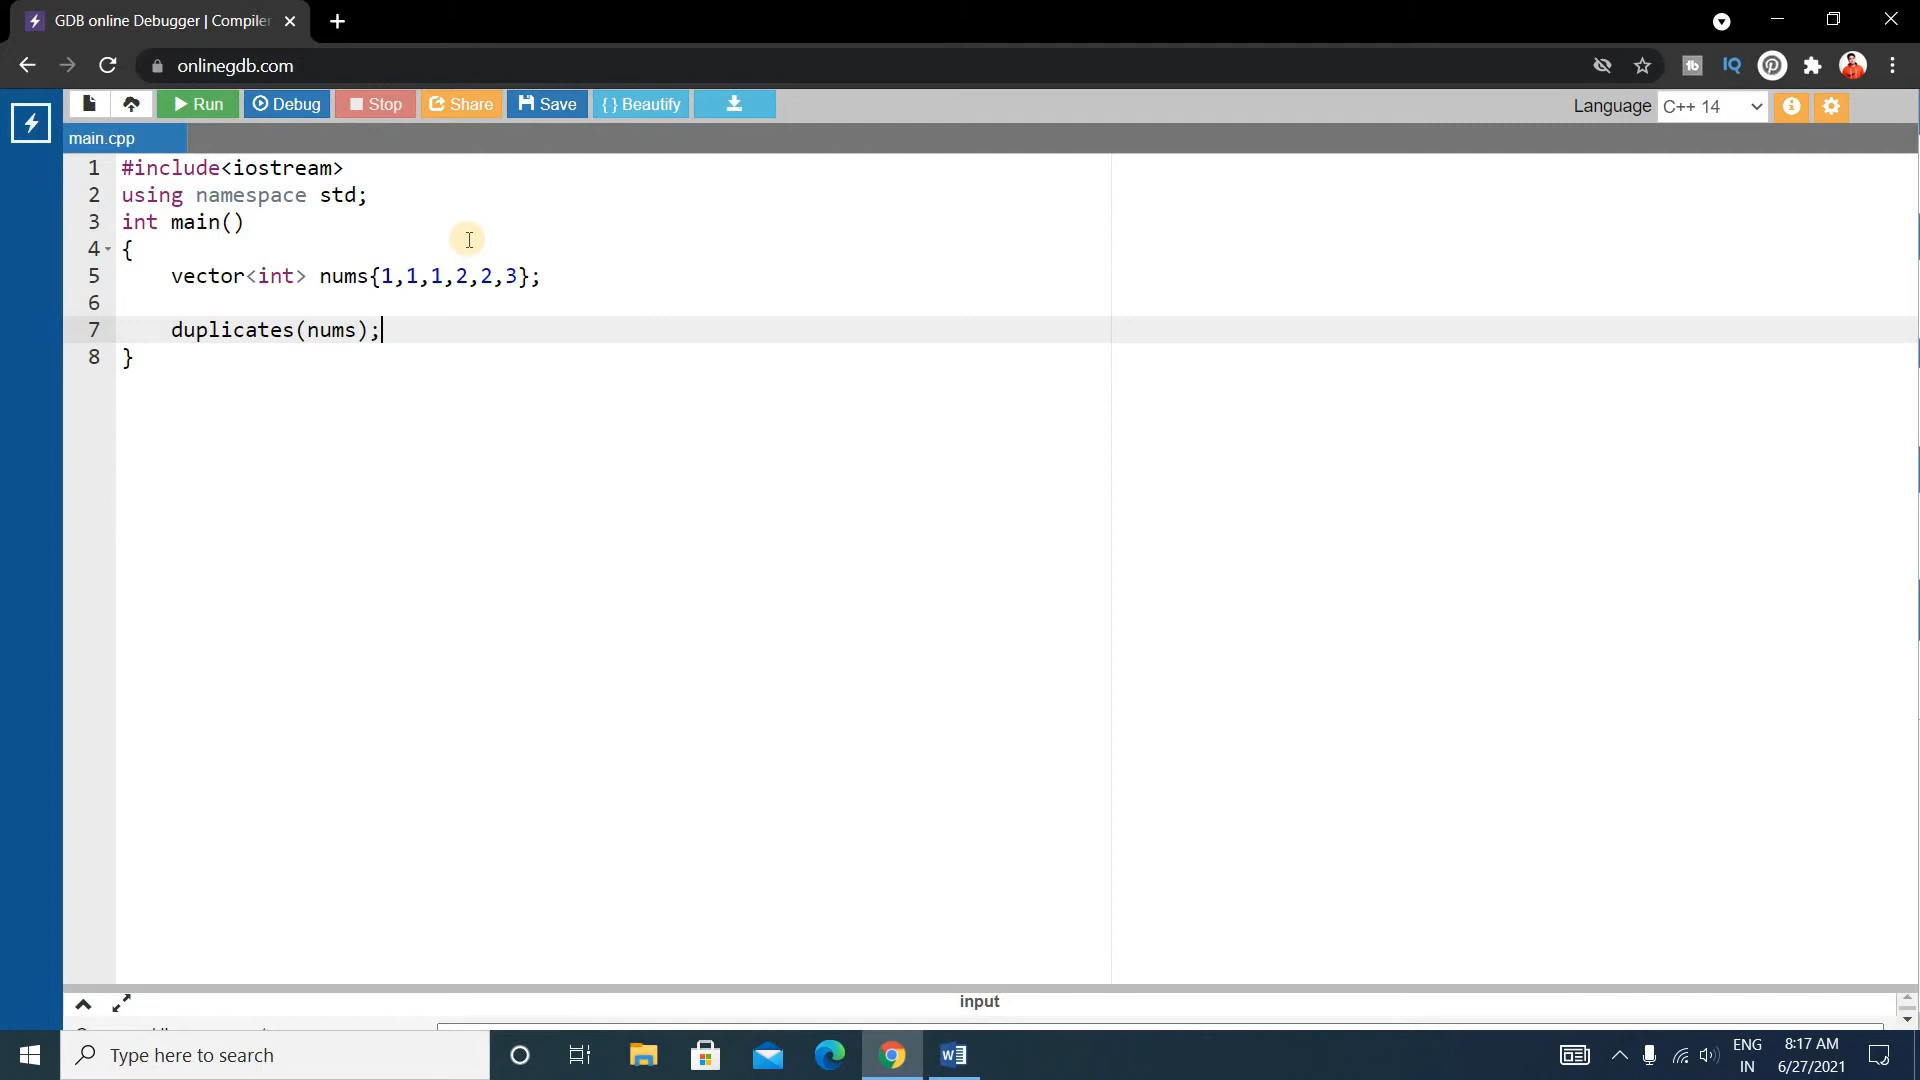 GDB online Debugger | Compiler
onlinegdb.com
Run Debug Stop Share Save { } Beautify
Language C++ 14
main.cpp
1 #include<iostream>
2 using namespace std;
3 int main()
4 {
5 vector<int> nums{1,1,1,2,2,3};
6
7 duplicates(nums);
8 }
input
Type here to search
ENG
IN
8:17 AM
6/27/2021